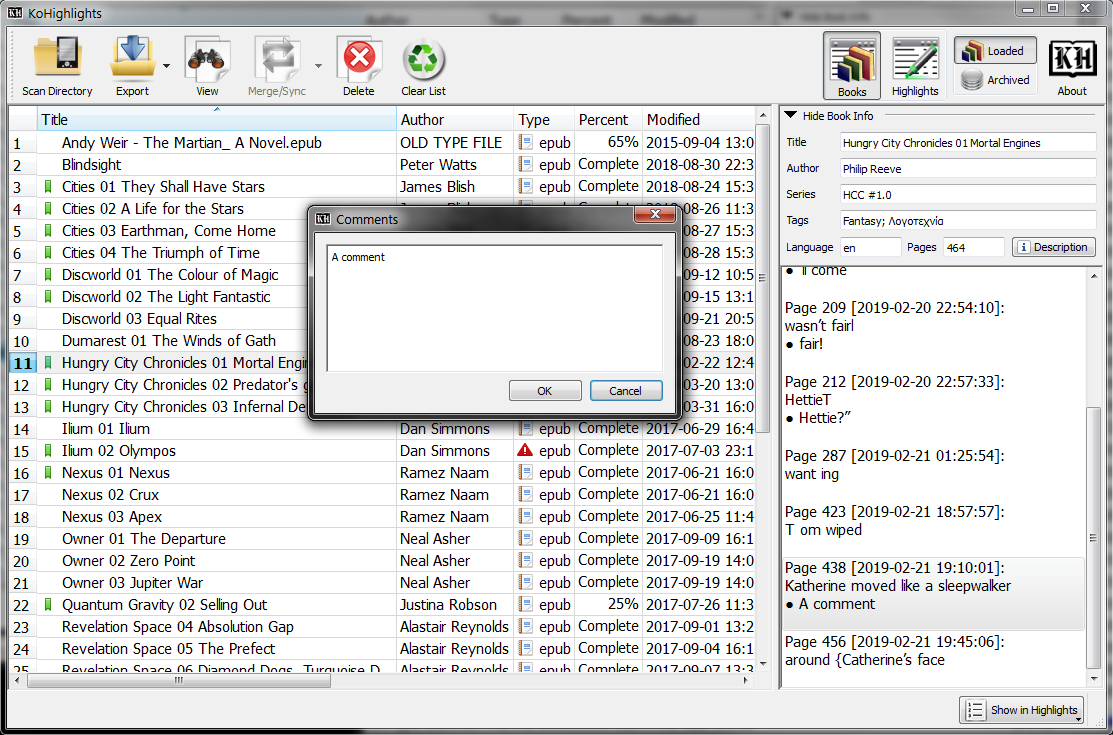 KoHighlights
Scan Directory
Export
View
Merge/Sync
Delete
Clear List
Books
Highlights
Loaded
Archived
KH
About
Title Author Type Percent Modified
1 Andy Weir - The Martian_ A Novel.epub OLD TYPE FILE epub 65% 2015-09-04 13:0
2 Blindsight Peter Watts epub Complete 2018-08-30 22:3
3 Cities 01 They Shall Have Stars James Blish epub Complete 2018-08-24 15:3
4 Cities 02 A Life for the Stars 08-26 11:3
5 Cities 03 Earthman, Come Home 08-27 15:3
6 Cities 04 The Triumph of Time 08-28 15:3
7 Discworld 01 The Colour of Magic 09-12 10:5
8 Discworld 02 The Light Fantastic 09-15 13:1
9 Discworld 03 Equal Rites 09-21 20:5
10 Dumarest 01 The Winds of Gath 08-23 18:0
11 Hungry City Chronicles 01 Mortal Engin 02-22 12:4
12 Hungry City Chronicles 02 Predator's g 03-20 13:0
13 Hungry City Chronicles 03 Infernal De 03-31 16:0
14 Ilium 01 Ilium Dan Simmons epub Complete 2017-06-29 16:4
15 Ilium 02 Olympos Dan Simmons epub Complete 2017-07-03 23:1
16 Nexus 01 Nexus Ramez Naam epub Complete 2017-06-21 16:0
17 Nexus 02 Crux Ramez Naam epub Complete 2017-06-21 16:0
18 Nexus 03 Apex Ramez Naam epub Complete 2017-06-25 11:4
19 Owner 01 The Departure Neal Asher epub Complete 2017-09-09 16:1
20 Owner 02 Zero Point Neal Asher epub Complete 2017-09-19 14:0
21 Owner 03 Jupiter War Neal Asher epub Complete 2017-09-19 14:0
22 Quantum Gravity 02 Selling Out Justina Robson epub 25% 2017-07-26 11:3
23 Revelation Space 04 Absolution Gap Alastair Reynolds epub Complete 2017-09-01 13:2
24 Revelation Space 05 The Prefect Alastair Reynolds epub Complete 2017-09-04 16:1
25 Revelation Space 06 Diamond Dogs, Turquoise D Alastair Reynolds epub Complete 2017-09-07 13:3
Comments
A comment
OK
Cancel
Hide Book Info
Title Hungry City Chronicles 01 Mortal Engines
Author Philip Reeve
Series HCC #1.0
Tags Fantasy; Λογοτεχνία
Language en Pages 464 Description
● 'll come
Page 209 [2019-02-20 22:54:10]:
wasn’t fairl
● fair!
Page 212 [2019-02-20 22:57:33]:
HettieT
● Hettie?”
Page 287 [2019-02-21 01:25:54]:
want ing
Page 423 [2019-02-21 18:57:57]:
T om wiped
Page 438 [2019-02-21 19:10:01]:
Katherine moved like a sleepwalker
● A comment
Page 456 [2019-02-21 19:45:06]:
around {Catherine’s face
Show in Highlights